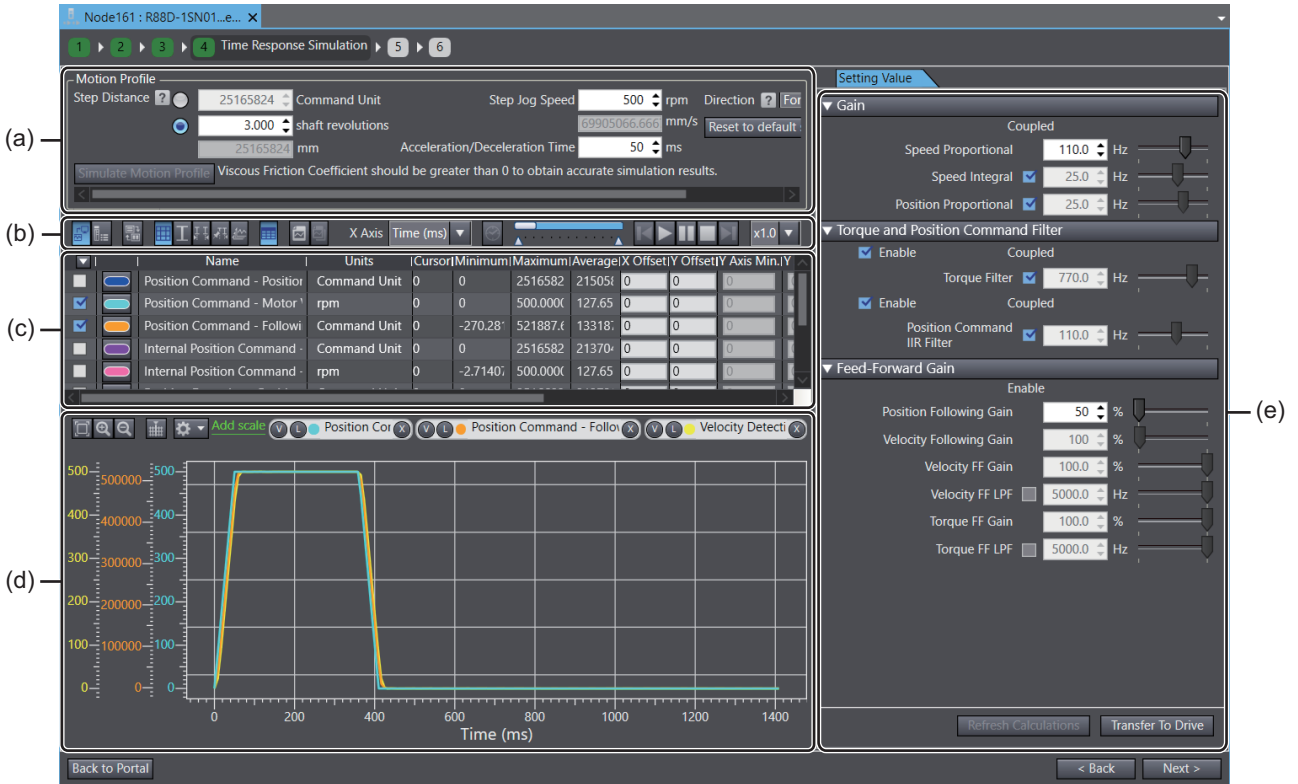 Node161 : R88D-1SN01...e... X
1 2 3 4 Time Response Simulation 5 6
Motion Profile
Step Distance ? 25165824 Command Unit Step Jog Speed 500 rpm Direction ? For
3.000 shaft revolutions 69905066.666 mm/s Reset to default
25165824 mm Acceleration/Deceleration Time 50 ms
Simulate Motion Profile Viscous Friction Coefficient should be greater than 0 to obtain accurate simulation results.
(a)
(b)
X Axis Time (ms) x1.0
(c)
Name Units Cursor Minimum Maximum Average X Offset Y Offset Y Axis Min. Y
Position Command - Position Command Unit 0 0 2516582 215058 0 0 0
Position Command - Motor rpm 0 0 500.000 127.65 0 0 0
Position Command - Followi Command Unit 0 -270.28 521887.6 13318 0 0 0
Internal Position Command - Command Unit 0 0 2516582 21370 0 0 0
Internal Position Command - rpm 0 -2.7140 500.000 127.65 0 0 0
(d)
Add scale V L Position Cor X V L Position Command - Follov X V L Velocity Detecti X
500 500000 500
400 400000 400
300 300000 300
200 200000 200
100 100000 100
0 0 0
0 200 400 600 800 1000 1200 1400
Time (ms)
Setting Value
Gain
Coupled
Speed Proportional 110.0 Hz
Speed Integral 25.0 Hz
Position Proportional 25.0 Hz
Torque and Position Command Filter
Enable Coupled
Torque Filter 770.0 Hz
Enable Coupled
Position Command
IIR Filter 110.0 Hz
Feed-Forward Gain
Enable
Position Following Gain 50 %
Velocity Following Gain 100 %
Velocity FF Gain 100.0 %
Velocity FF LPF 5000.0 Hz
Torque FF Gain 100.0 %
Torque FF LPF 5000.0 Hz
(e)
Refresh Calculations Transfer To Drive
Back to Portal < Back Next >